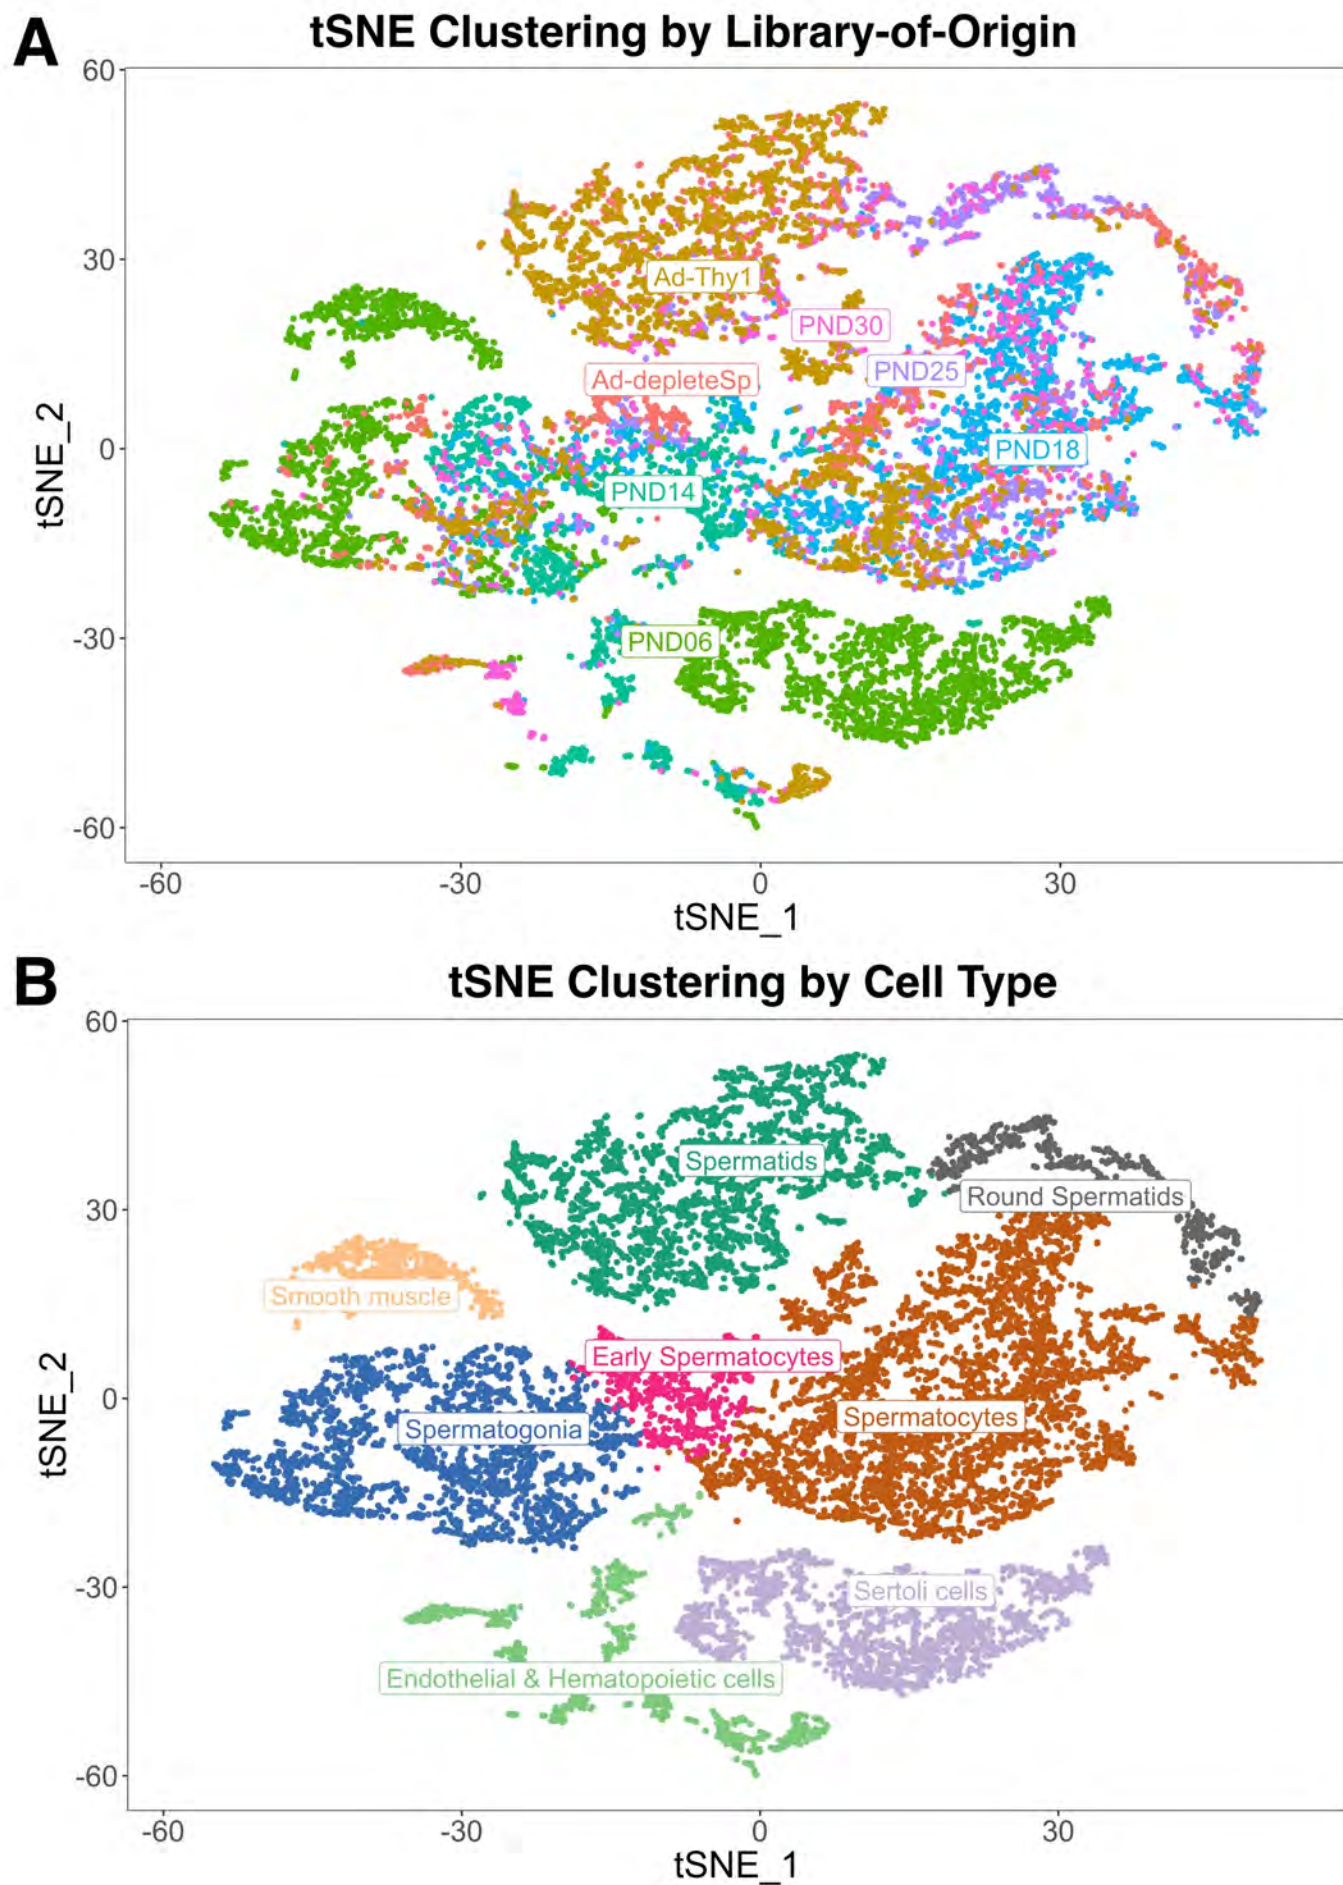 A
tSNE Clustering by Library-of-Origin
60
30
0
-30
-60
tSNE_2
Ad-Thy1
PND30
PND25
Ad-depleteSp
PND18
PND14
PND06
-60
-30
0
30
tSNE_1
B
tSNE Clustering by Cell Type
60
30
0
-30
-60
tSNE_2
Spermatids
Round Spermatids
Smooth muscle
Early Spermatocytes
Spermatocytes
Spermatogonia
Sertoli cells
Endothelial & Hematopoietic cells
-60
-30
0
30
tSNE_1